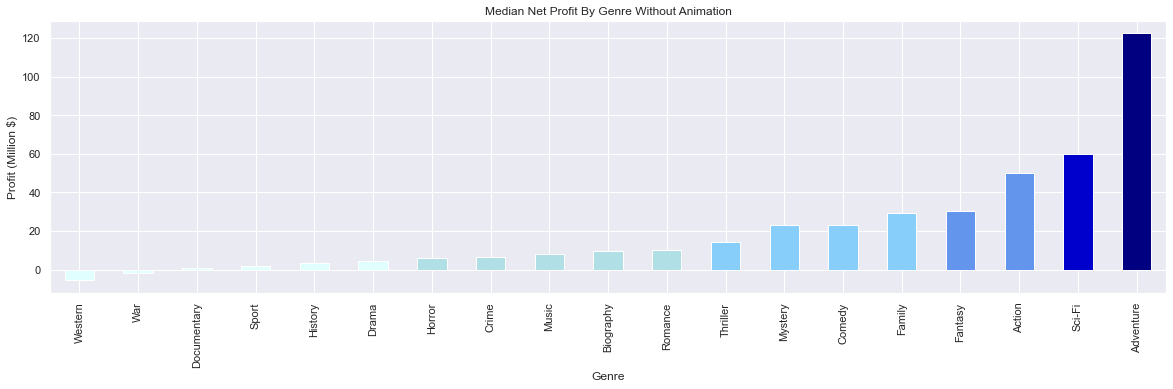 Median Net Profit By Genre Without Animation
Profit (Million $)
120
100
80
60
40
20
0
Western
War
Documentary
Sport
History
Drama
Horror
Crime
Music
Biography
Romance
Thriller
Mystery
Comedy
Family
Fantasy
Action
Sci-Fi
Adventure
Genre